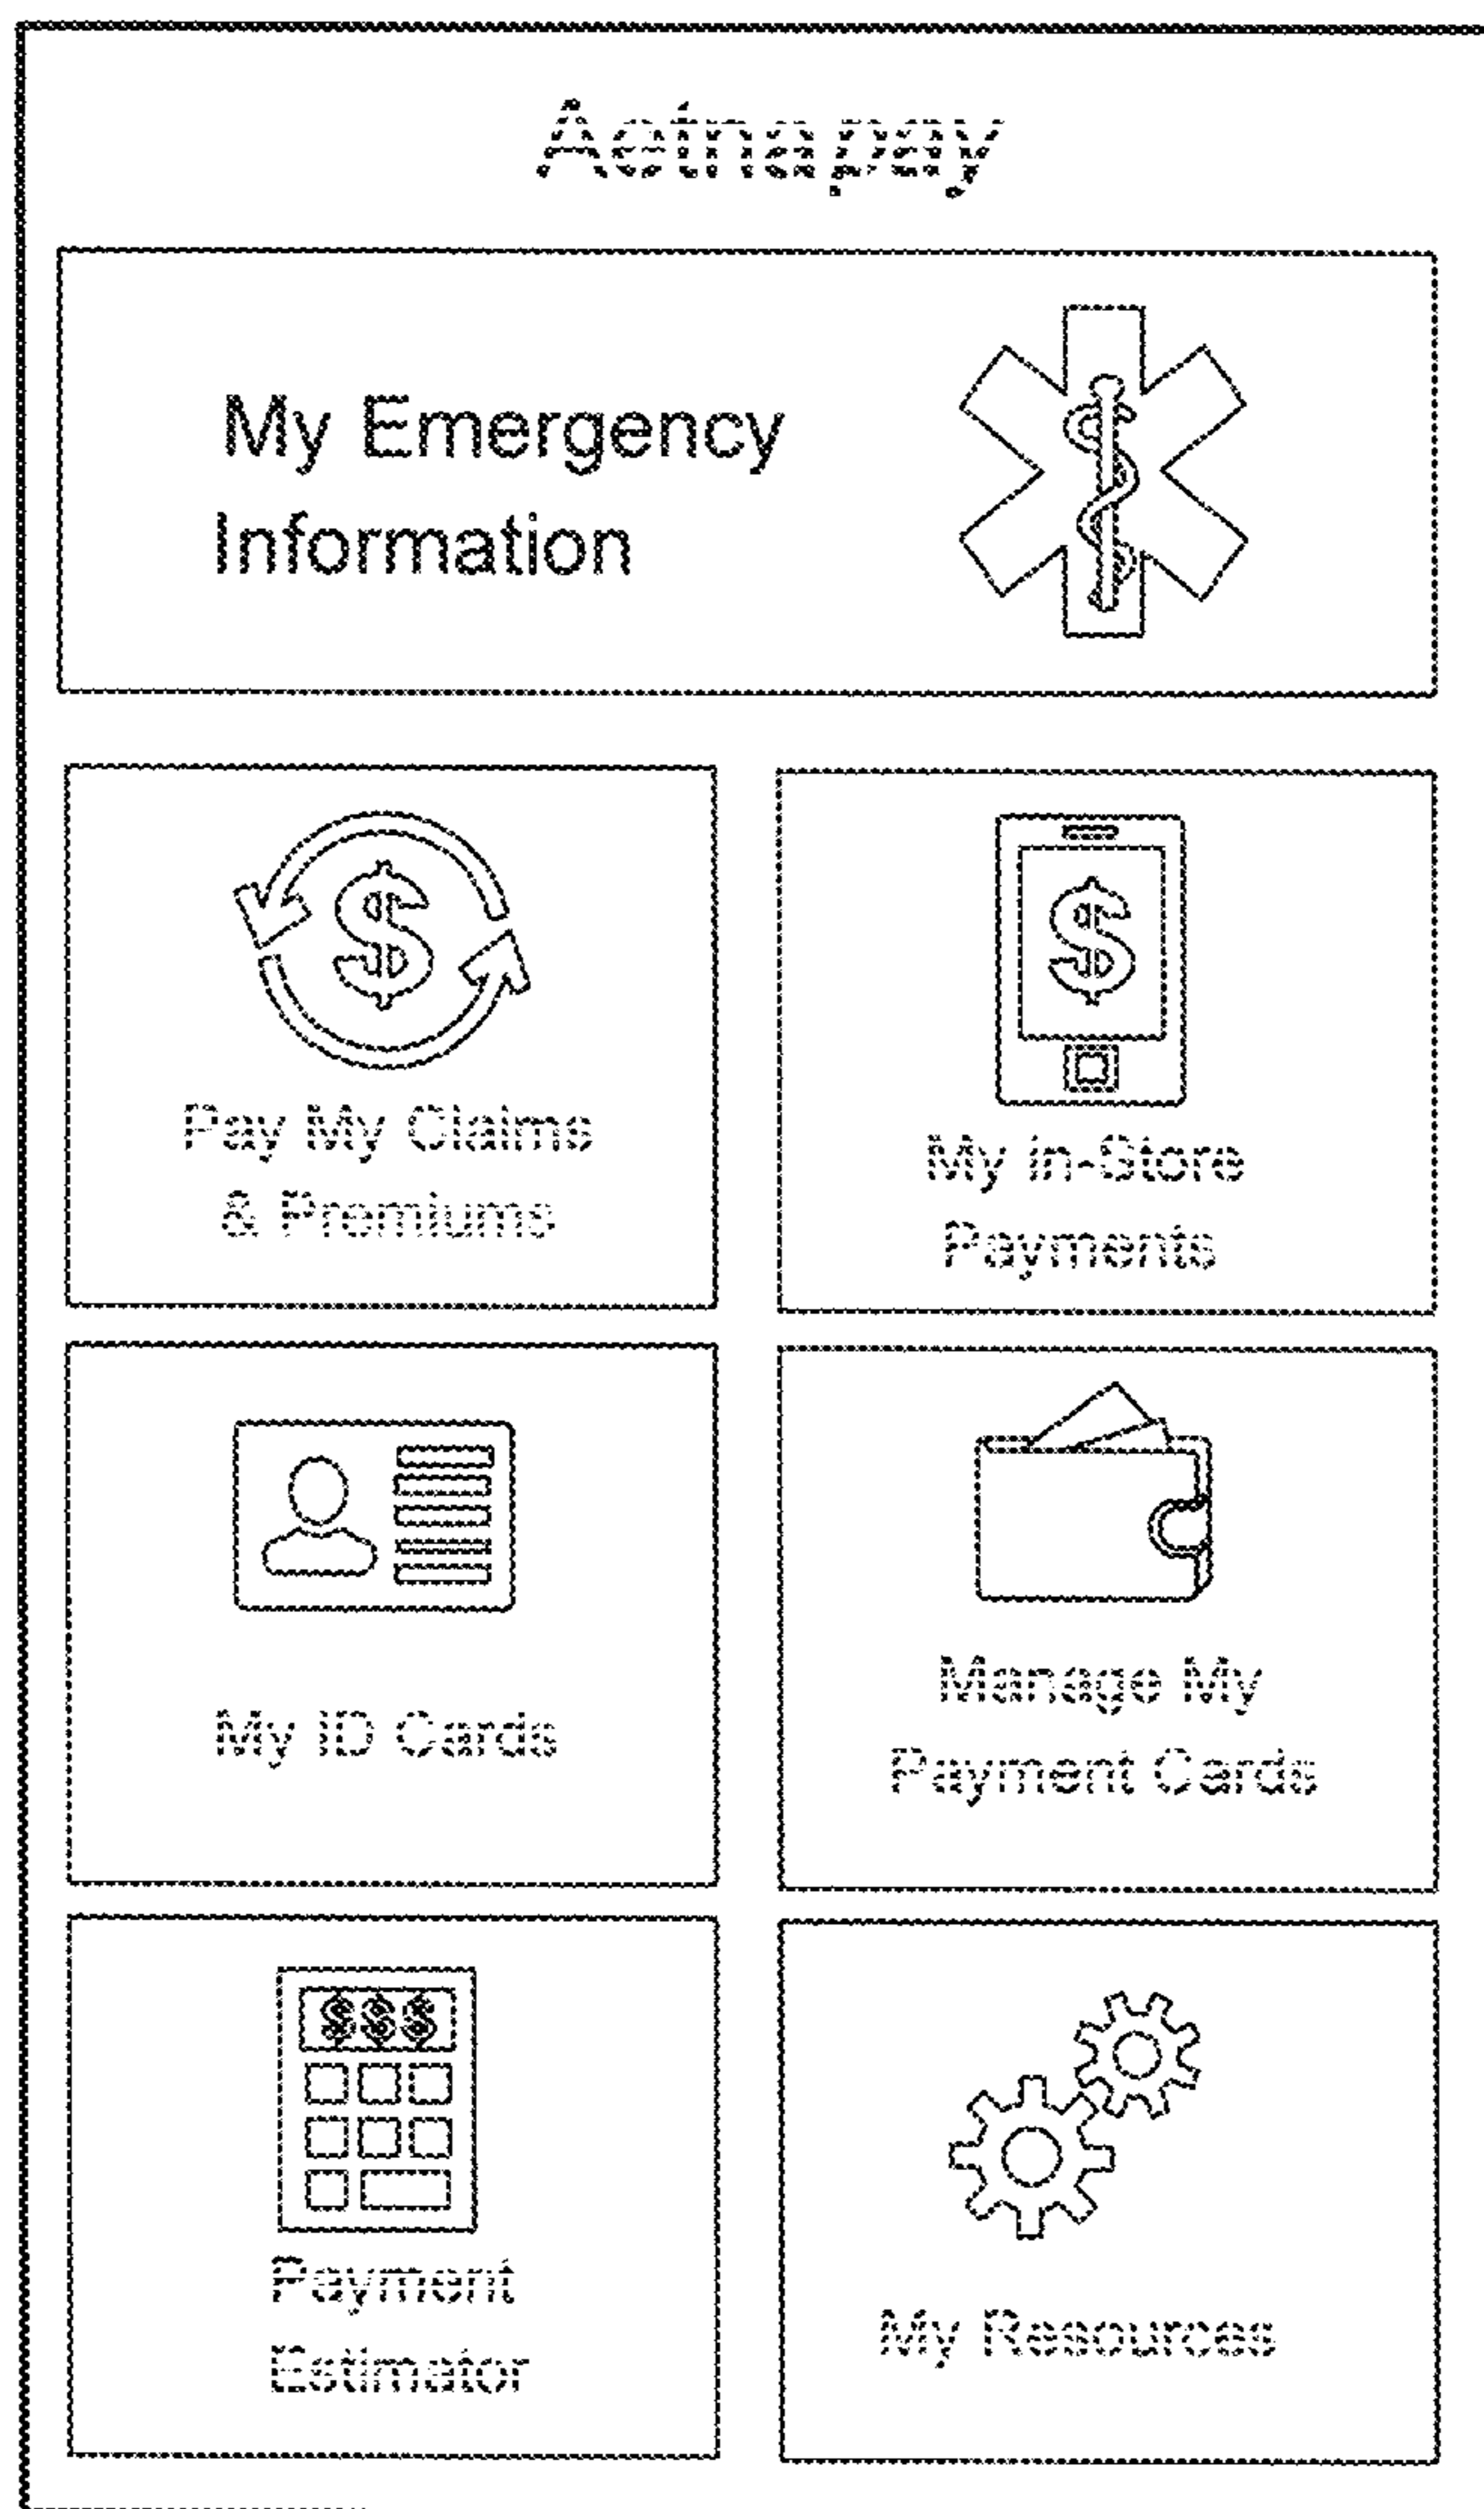 Aetnapay
My Emergency
Information
Pay My Claims
& Premiums
My in-Store
Payments
My ID Cards
Manage My
Payment Cards
$$$
Payment
Estimator
My Resources